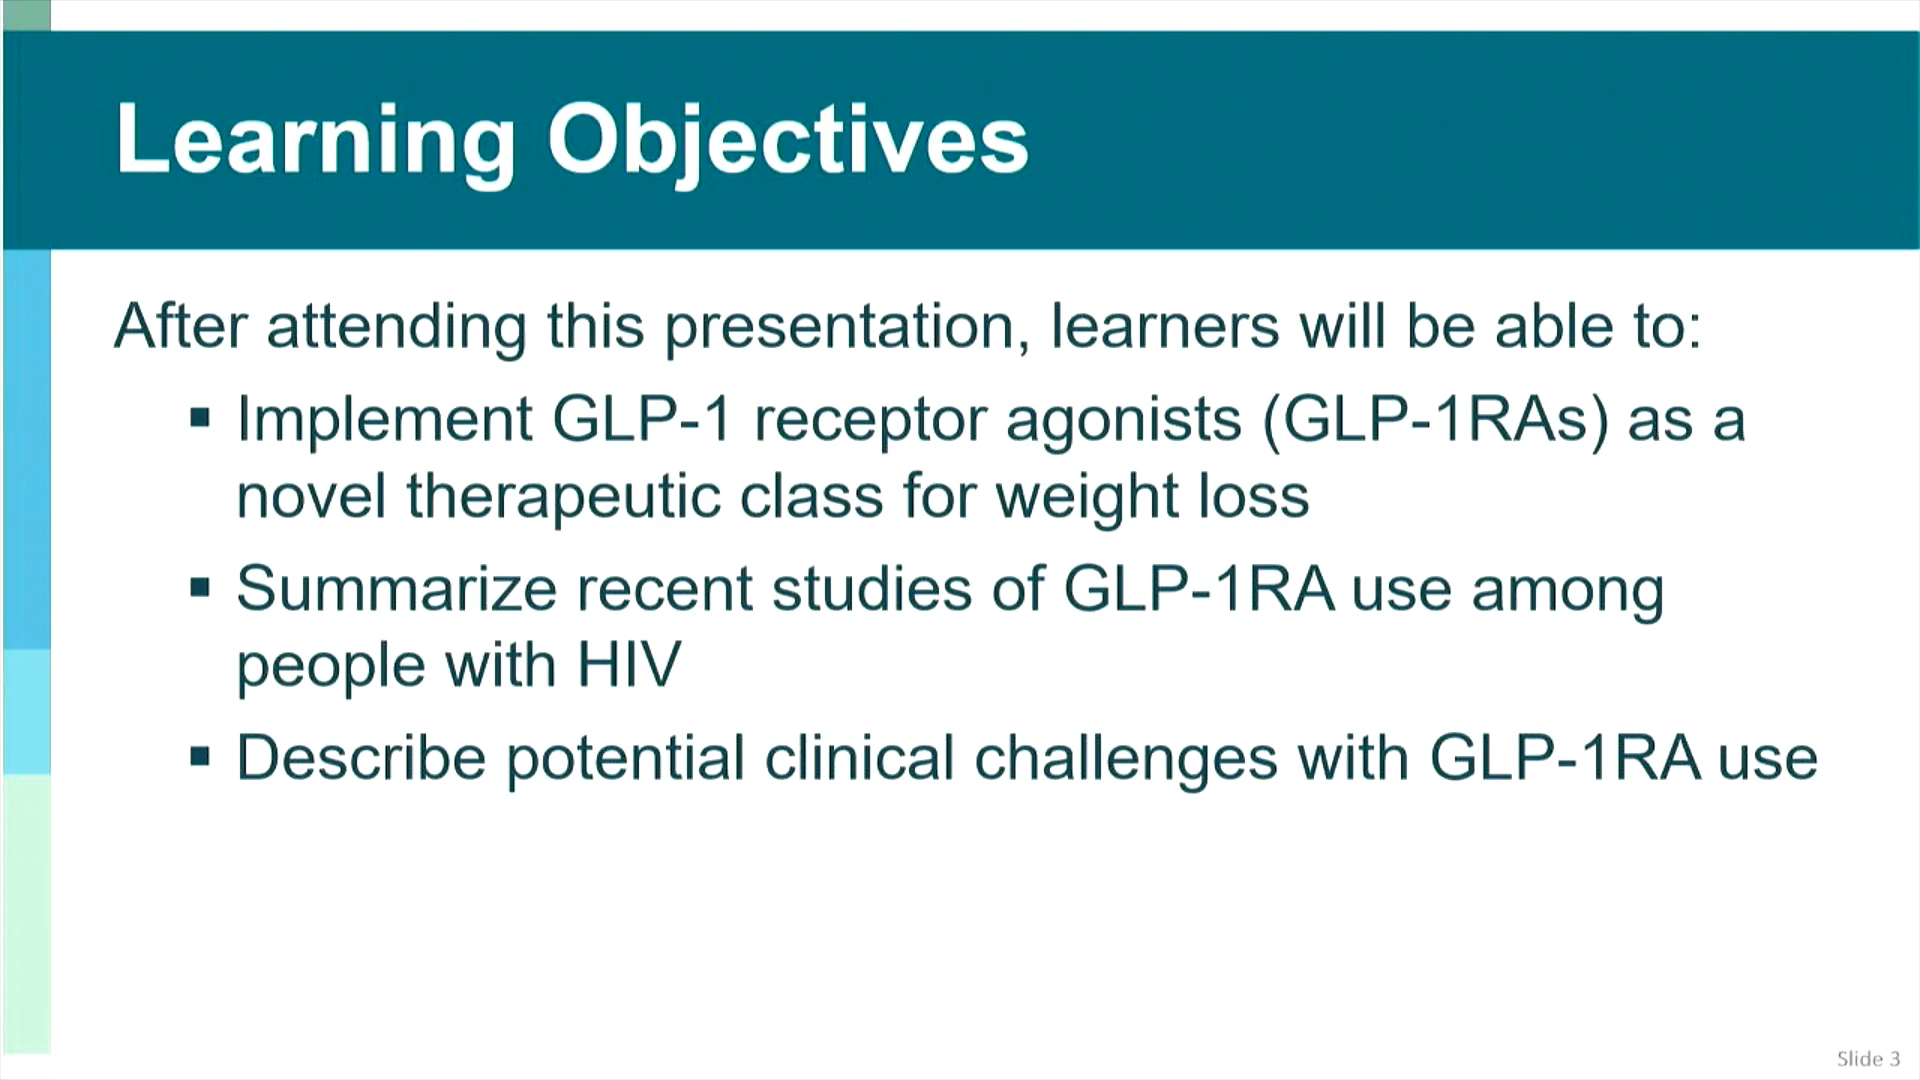 Learning Objectives
After attending this presentation, learners will be able to:
▪ Implement GLP-1 receptor agonists (GLP-1RAs) as a
novel therapeutic class for weight loss
▪ Summarize recent studies of GLP-1RA use among
people with HIV
▪ Describe potential clinical challenges with GLP-1RA use
Slide 3